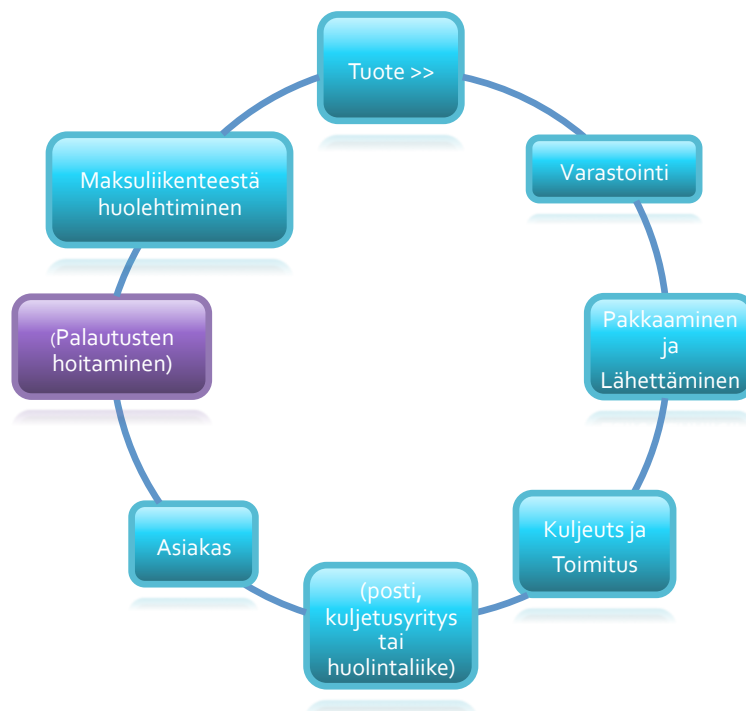 Tuote >>
Varastointi
Pakkaaminen
ja
Lähettäminen
Kuljeuts ja
Toimitus
(posti,
kuljetusyritys
tai
huolintaliike)
Asiakas
(Palautusten
hoitaminen)
Maksuliikenteestä
huolehtiminen